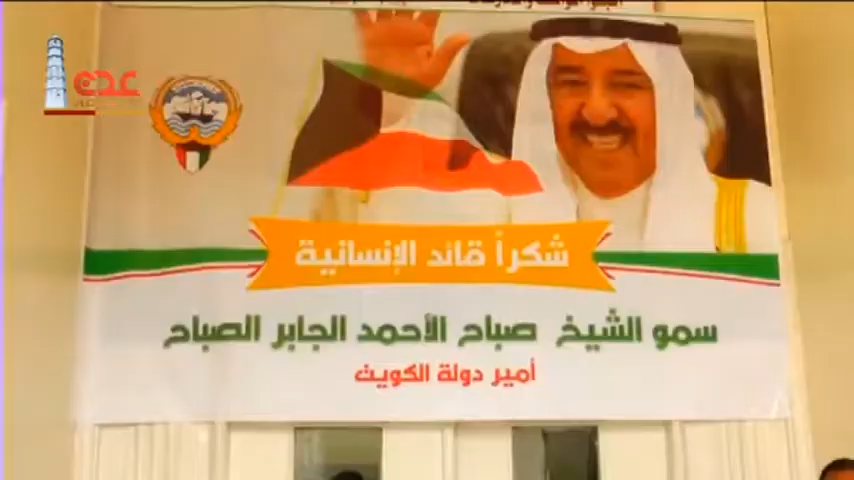 عدن
شكراً قائد الإنسانية
سمو الشيخ صباح الأحمد الجابر الصباح
أمير دولة الكويت